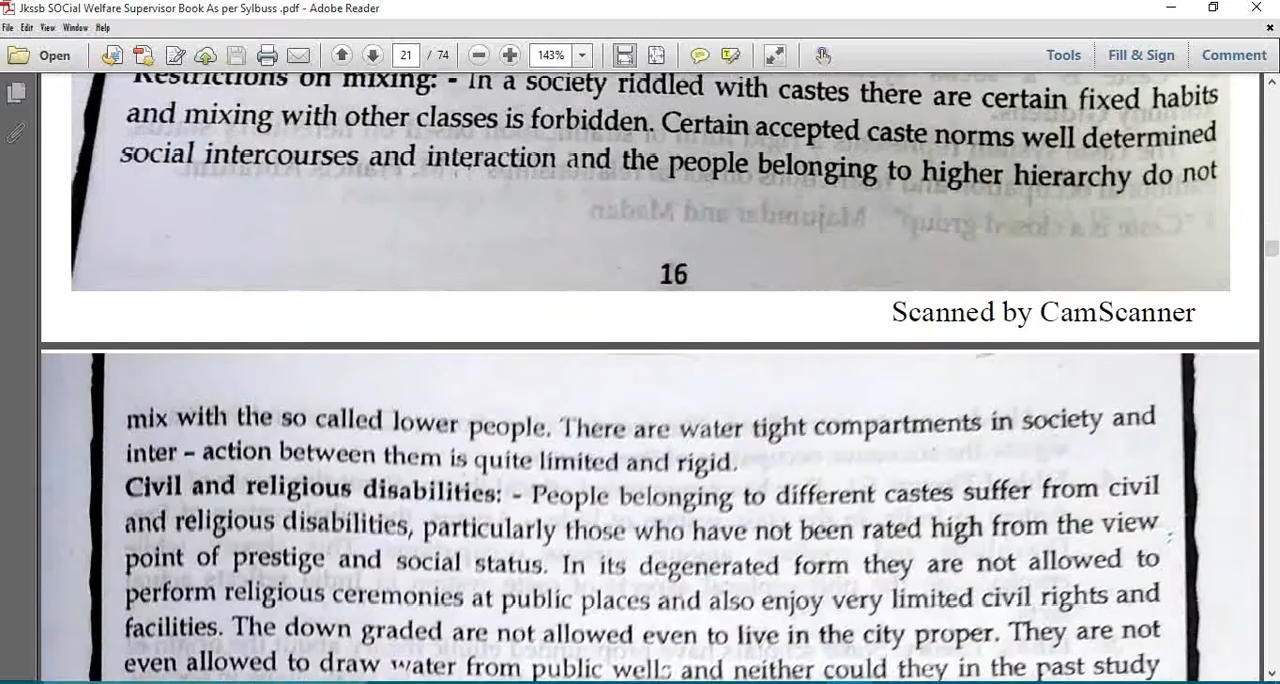 Jkssb SOCial Welfare Supervisor Book As per Sylbuss .pdf - Adobe Reader
File Edit View Window Help
Open 21 / 74 143% Tools Fill & Sign Comment
Restrictions on mixing: - In a society riddled with castes there are certain fixed habits
and mixing with other classes is forbidden. Certain accepted caste norms well determined
social intercourses and interaction and the people belonging to higher hierarchy do not
16
Scanned by CamScanner
mix with the so called lower people. There are water tight compartments in society and
inter – action between them is quite limited and rigid.
Civil and religious disabilities: - People belonging to different castes suffer from civil
and religious disabilities, particularly those who have not been rated high from the view
point of prestige and social status. In its degenerated form they are not allowed to
perform religious ceremonies at public places and also enjoy very limited civil rights and
facilities. The down graded are not allowed even to live in the city proper. They are not
even allowed to draw water from public wells and neither could they in the past study